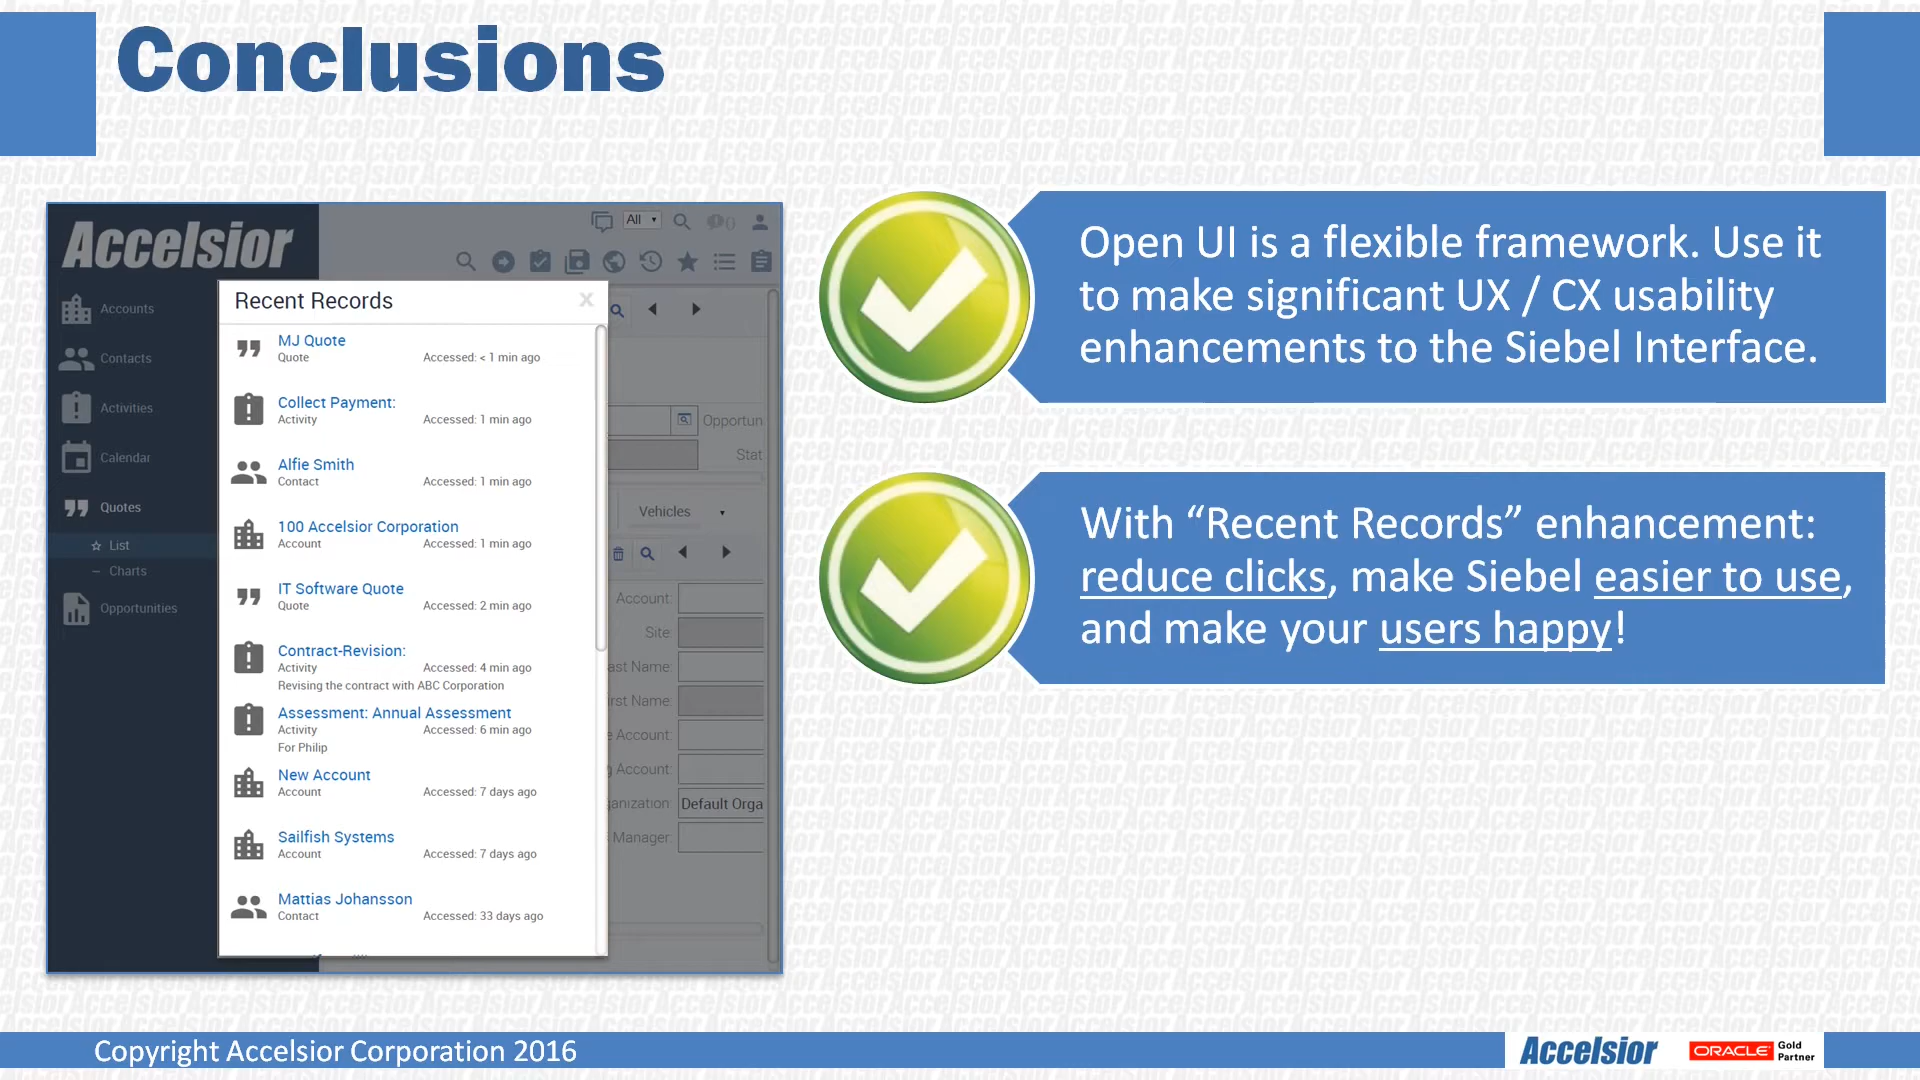 Conclusions
Accelsior
All
Accounts
Contacts
Activities
Calendar
Quotes
List
Charts
Opportunities
Recent Records
x
MJ Quote
Quote Accessed: < 1 min ago
Collect Payment:
Activity Accessed: 1 min ago
Alfie Smith
Contact Accessed: 1 min ago
100 Accelsior Corporation
Account Accessed: 1 min ago
IT Software Quote
Quote Accessed: 2 min ago
Contract-Revision:
Activity Accessed: 4 min ago
Revising the contract with ABC Corporation
Assessment: Annual Assessment
Activity Accessed: 6 min ago
For Philip
New Account
Account Accessed: 7 days ago
Sailfish Systems
Account Accessed: 7 days ago
Mattias Johansson
Contact Accessed: 33 days ago
Opportun
Stat
Vehicles
Account:
Site:
ast Name:
irst Name:
e Account:
g Account:
anization: Default Orga
Manager:
Open UI is a flexible framework. Use it
to make significant UX / CX usability
enhancements to the Siebel Interface.
With “Recent Records” enhancement:
reduce clicks, make Siebel easier to use,
and make your users happy!
Copyright Accelsior Corporation 2016
Accelsior
ORACLE Gold
Partner